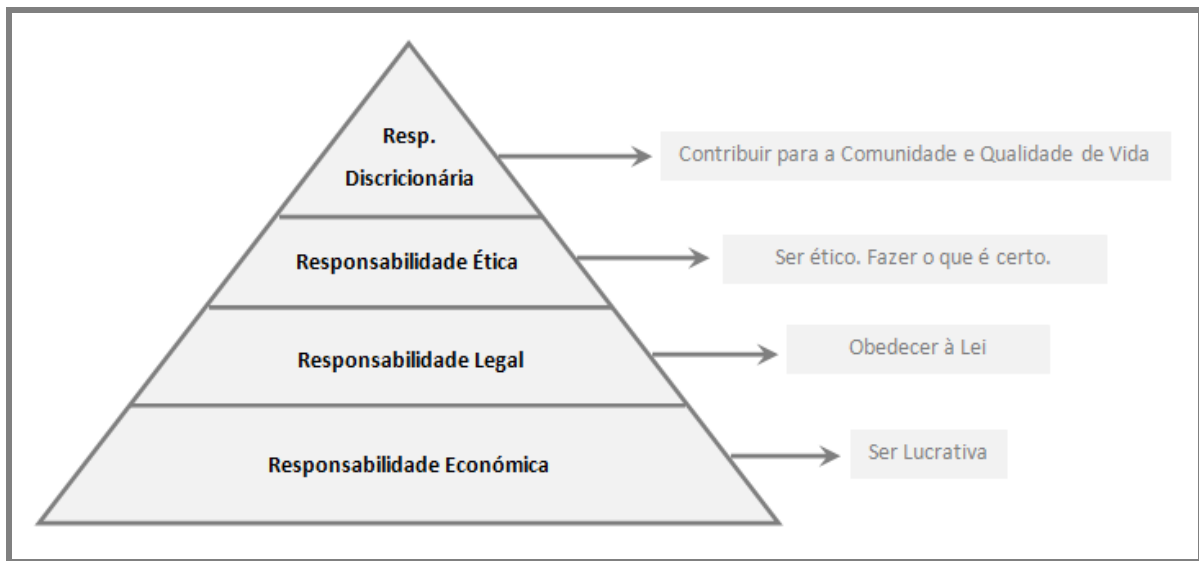 Resp.
Discricionária
Contribuir para a Comunidade e Qualidade de Vida
Responsabilidade Ética
Ser ético. Fazer o que é certo.
Responsabilidade Legal
Obedecer à Lei
Responsabilidade Económica
Ser Lucrativa